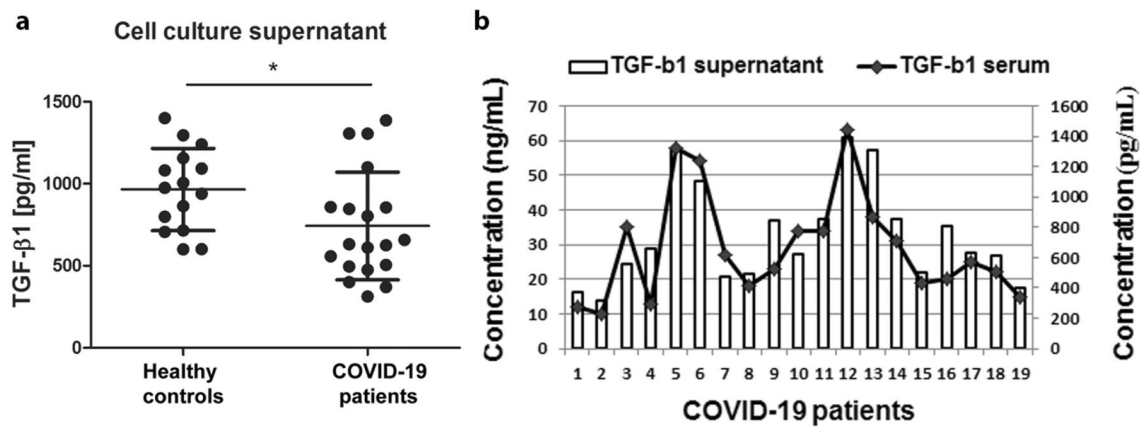 a
Cell culture supernatant
*
TGF-β1 [pg/ml]
1500
1000
500
0
Healthy
controls
COVID-19
patients
b
TGF-b1 supernatant
TGF-b1 serum
Concentration (ng/mL)
70
60
50
40
30
20
10
0
1600
1400
1200
1000
800
600
400
200
0
Concentration (pg/mL)
1 2 3 4 5 6 7 8 9 10 11 12 13 14 15 16 17 18 19
COVID-19 patients